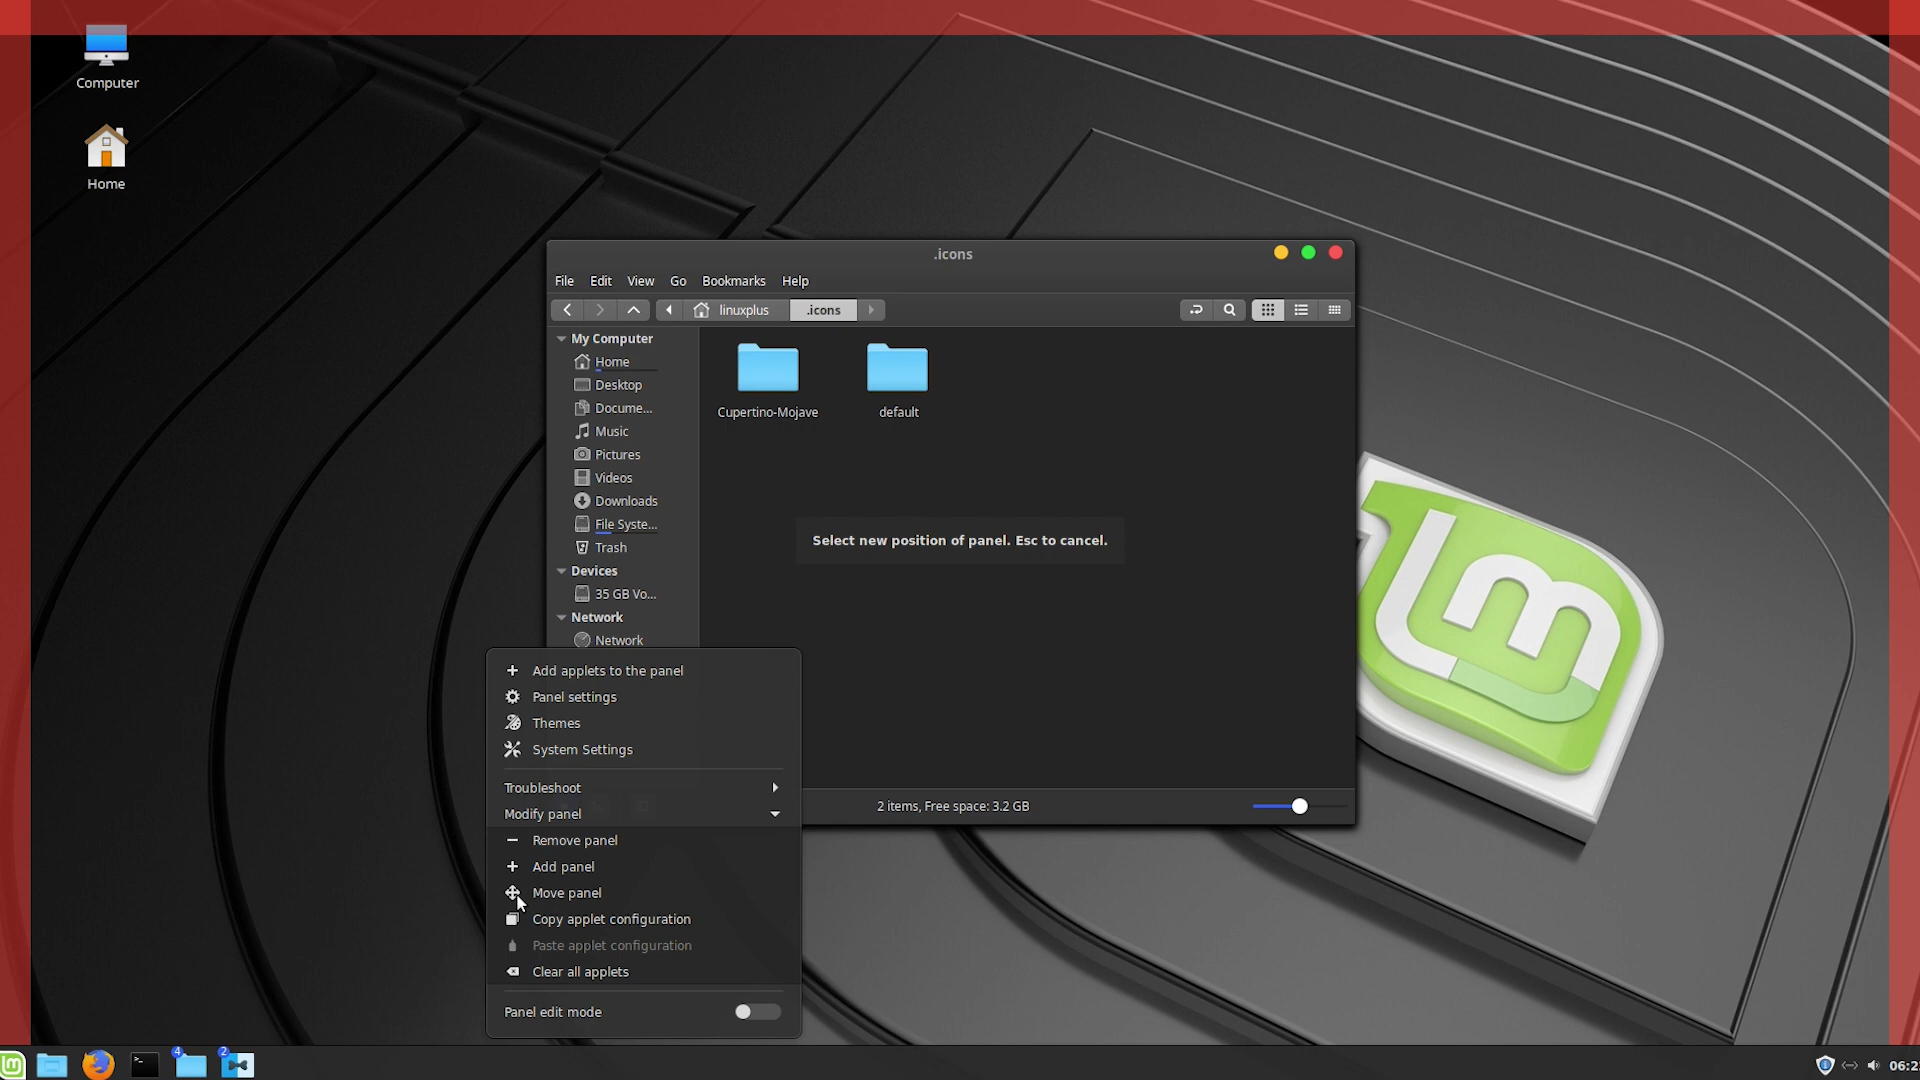 Computer
Home
.icons
File Edit View Go Bookmarks Help
linuxplus .icons
My Computer
Home
Desktop
Docume...
Music
Pictures
Videos
Downloads
File Syste...
Trash
Devices
35 GB Vo...
Network
Network
Cupertino-Mojave
default
Select new position of panel. Esc to cancel.
2 items, Free space: 3.2 GB
Add applets to the panel
Panel settings
Themes
System Settings
Troubleshoot
Modify panel
Remove panel
Add panel
Move panel
Copy applet configuration
Paste applet configuration
Clear all applets
Panel edit mode
4
2